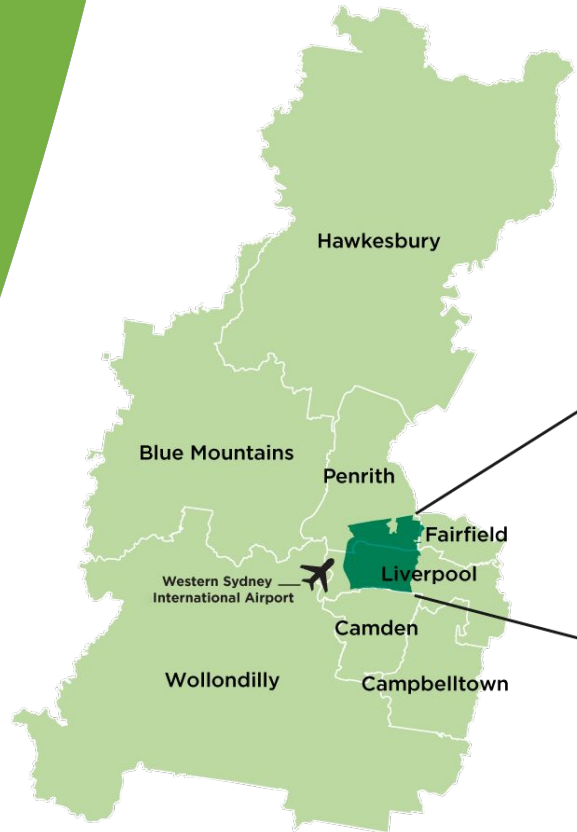 Hawkesbury
Blue Mountains
Penrith
Fairfield
Western Sydney
International Airport
Liverpool
Camden
Wollondilly
Campbelltown